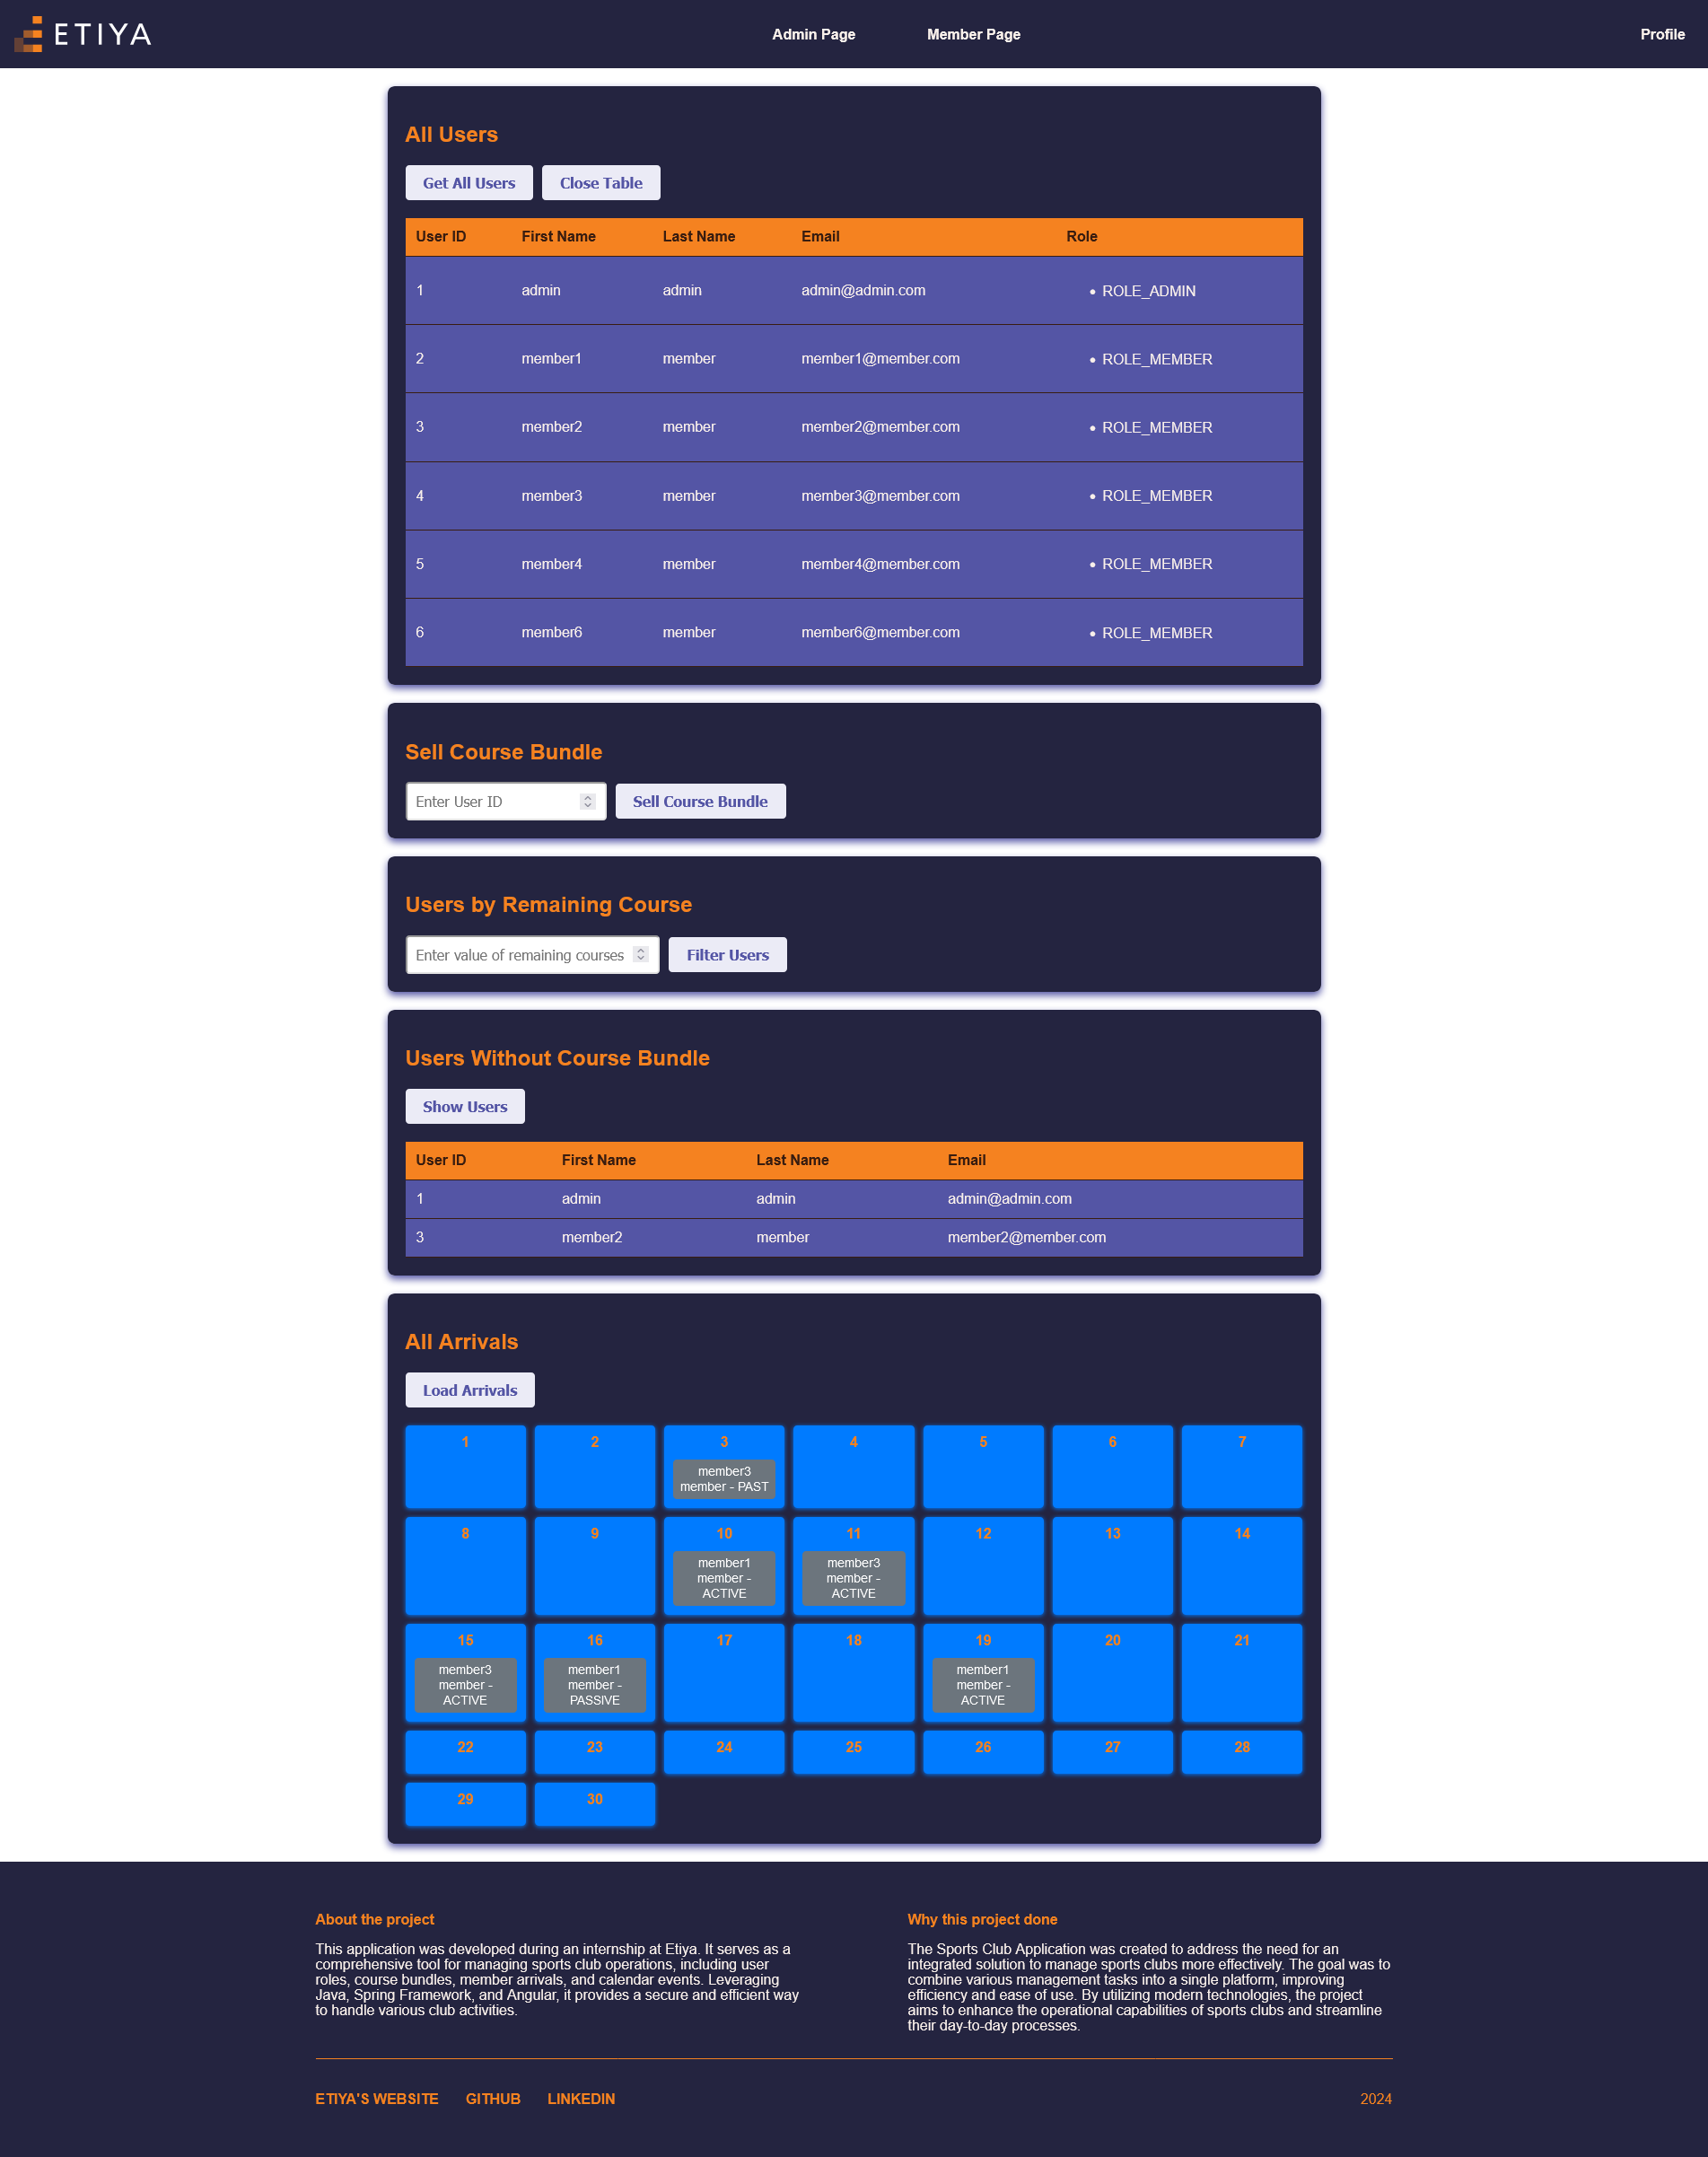 ETIYA
Admin Page
Member Page
Profile
All Users
Get All Users
Close Table
User ID First Name Last Name Email Role
1 admin admin admin@admin.com • ROLE_ADMIN
2 member1 member member1@member.com • ROLE_MEMBER
3 member2 member member2@member.com • ROLE_MEMBER
4 member3 member member3@member.com • ROLE_MEMBER
5 member4 member member4@member.com • ROLE_MEMBER
6 member6 member member6@member.com • ROLE_MEMBER
Sell Course Bundle
Enter User ID
Sell Course Bundle
Users by Remaining Course
Enter value of remaining courses
Filter Users
Users Without Course Bundle
Show Users
User ID First Name Last Name Email
1 admin admin admin@admin.com
3 member2 member member2@member.com
All Arrivals
Load Arrivals
1
2
3
member3
member - PAST
4
5
6
7
8
9
10
member1
member -
ACTIVE
11
member3
member -
ACTIVE
12
13
14
15
member3
member -
ACTIVE
16
member1
member -
PASSIVE
17
18
19
member1
member -
ACTIVE
20
21
22
23
24
25
26
27
28
29
30
About the project
This application was developed during an internship at Etiya. It serves as a
comprehensive tool for managing sports club operations, including user
roles, course bundles, member arrivals, and calendar events. Leveraging
Java, Spring Framework, and Angular, it provides a secure and efficient way
to handle various club activities.
Why this project done
The Sports Club Application was created to address the need for an
integrated solution to manage sports clubs more effectively. The goal was to
combine various management tasks into a single platform, improving
efficiency and ease of use. By utilizing modern technologies, the project
aims to enhance the operational capabilities of sports clubs and streamline
their day-to-day processes.
ETIYA'S WEBSITE
GITHUB
LINKEDIN
2024